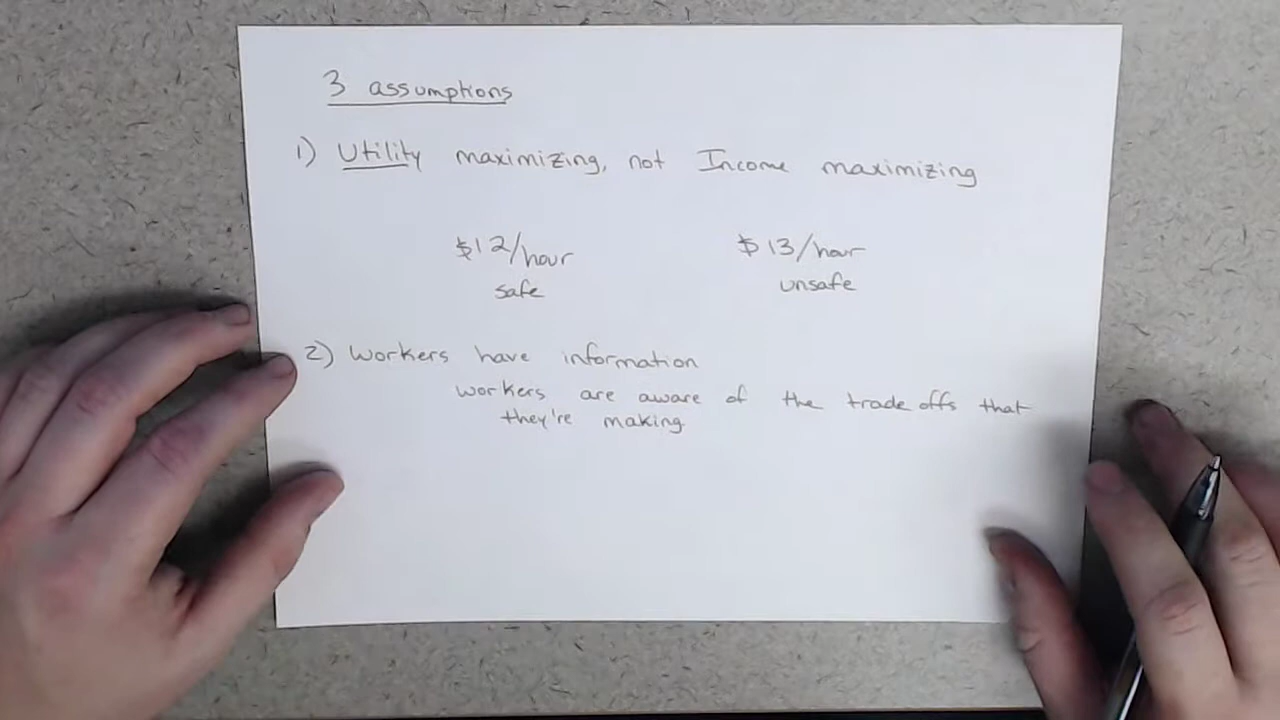 3 assumptions
1) Utility maximizing, not Income maximizing
$12/hour $13/hour
safe unsafe
2) Workers have information
workers are aware of the trade offs that
they're making